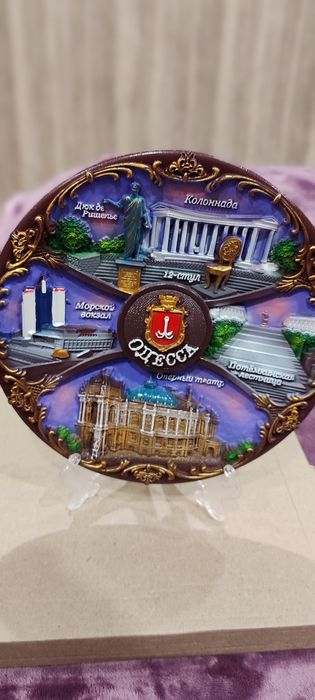 Дюк де
Ришелье
Колоннада
12-стул
Морской
вокзал
ОДЕССА
Потёмкинская
лестница
Оперный театр